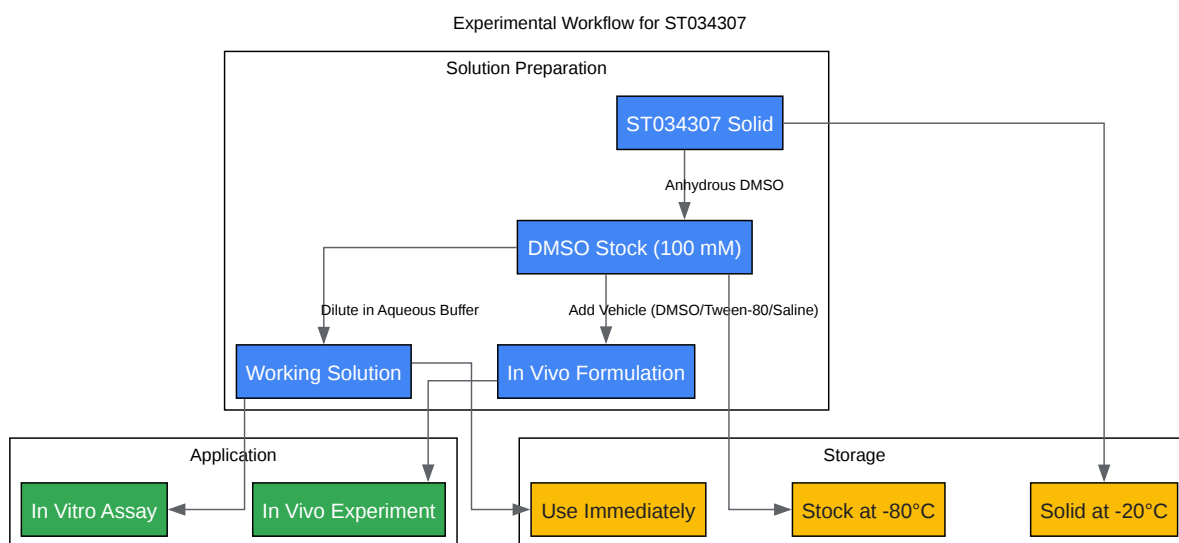 Experimental Workflow for ST034307
Solution Preparation
ST034307 Solid
Anhydrous DMSO
DMSO Stock (100 mM)
Dilute in Aqueous Buffer
Add Vehicle (DMSO/Tween-80/Saline)
Working Solution
In Vivo Formulation
Application
Storage
In Vitro Assay
In Vivo Experiment
Use Immediately
Stock at -80°C
Solid at -20°C